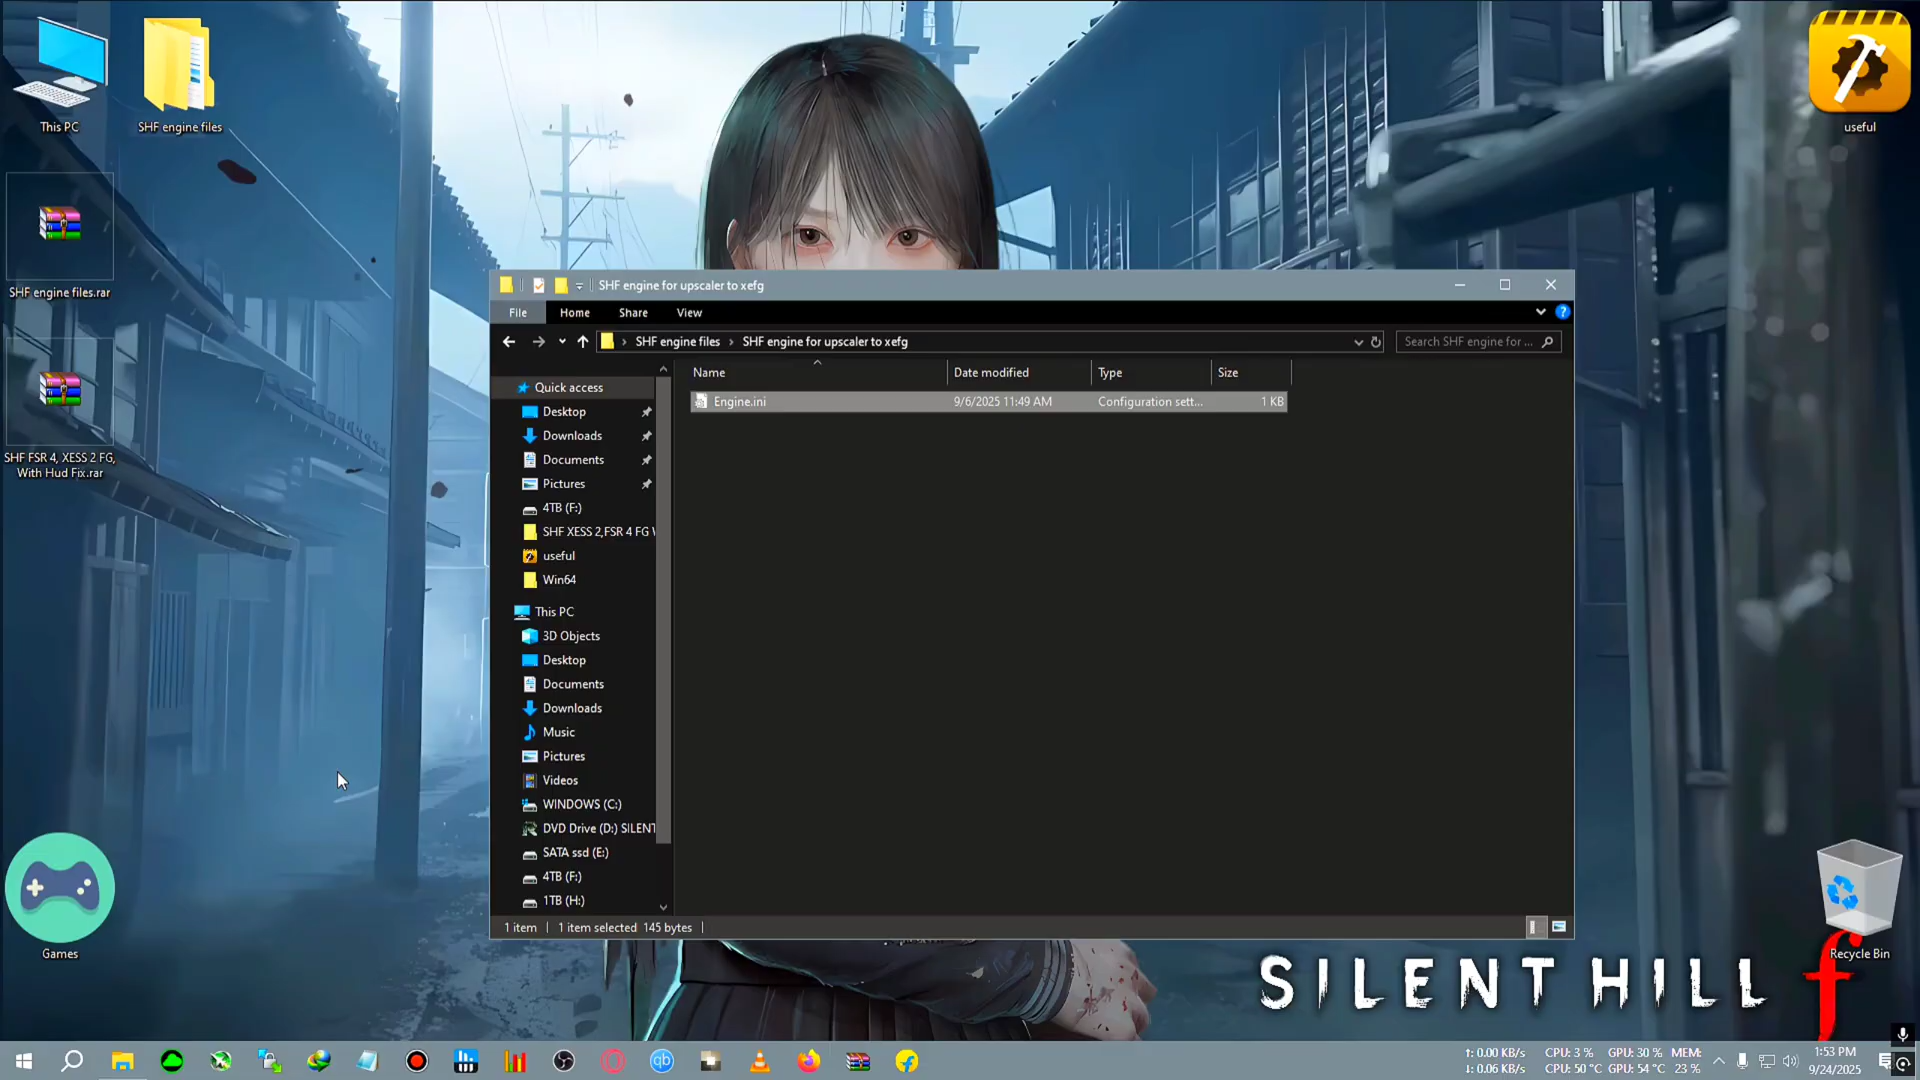 This PC
SHF engine files
useful
SHF engine files.rar
SHF FSR 4, XESS 2 FG,
With Hud Fix.rar
Games
Recycle Bin
SHF engine for upscaler to xefg
File Home Share View
SHF engine files › SHF engine for upscaler to xefg
Search SHF engine for ...
Name Date modified Type Size
Engine.ini 9/6/2025 11:49 AM Configuration sett... 1 KB
Quick access
Desktop
Downloads
Documents
Pictures
4TB (F:)
SHF XESS 2,FSR 4 FG
useful
Win64
This PC
3D Objects
Desktop
Documents
Downloads
Music
Pictures
Videos
WINDOWS (C:)
DVD Drive (D:) SILENT
SATA ssd (E:)
4TB (F:)
1TB (H:)
1 item 1 item selected 145 bytes
SILENT HILL f
↑: 0.00 KB/s CPU: 3 % GPU: 30 % MEM:
↓: 0.06 KB/s CPU: 50 °C GPU: 54 °C 23 %
1:53 PM
9/24/2025